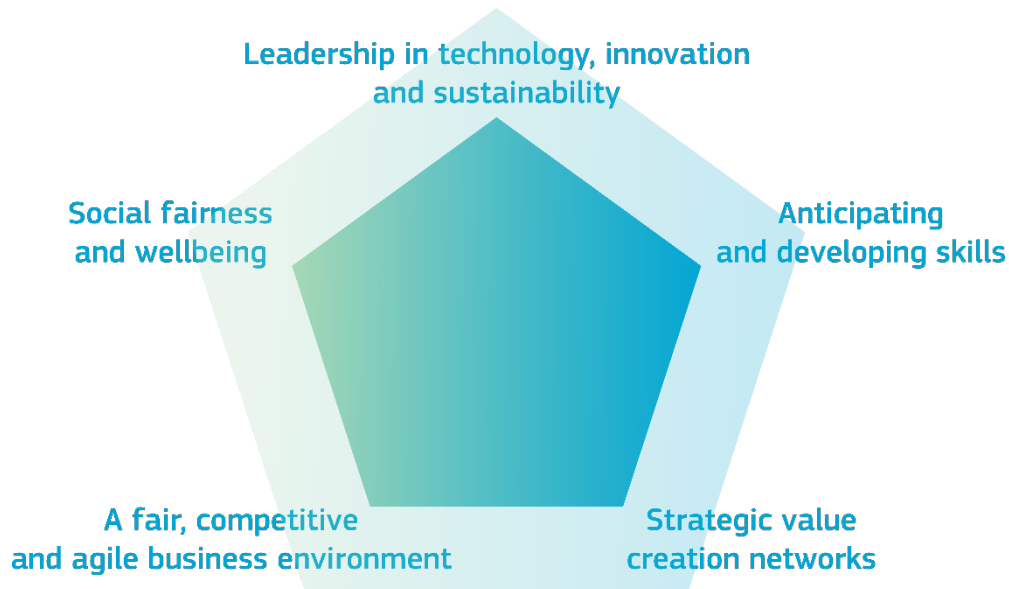 Leadership in technology, innovation
and sustainability
Social fairness
and wellbeing
Anticipating
and developing skills
A fair, competitive
and agile business environment
Strategic value
creation networks